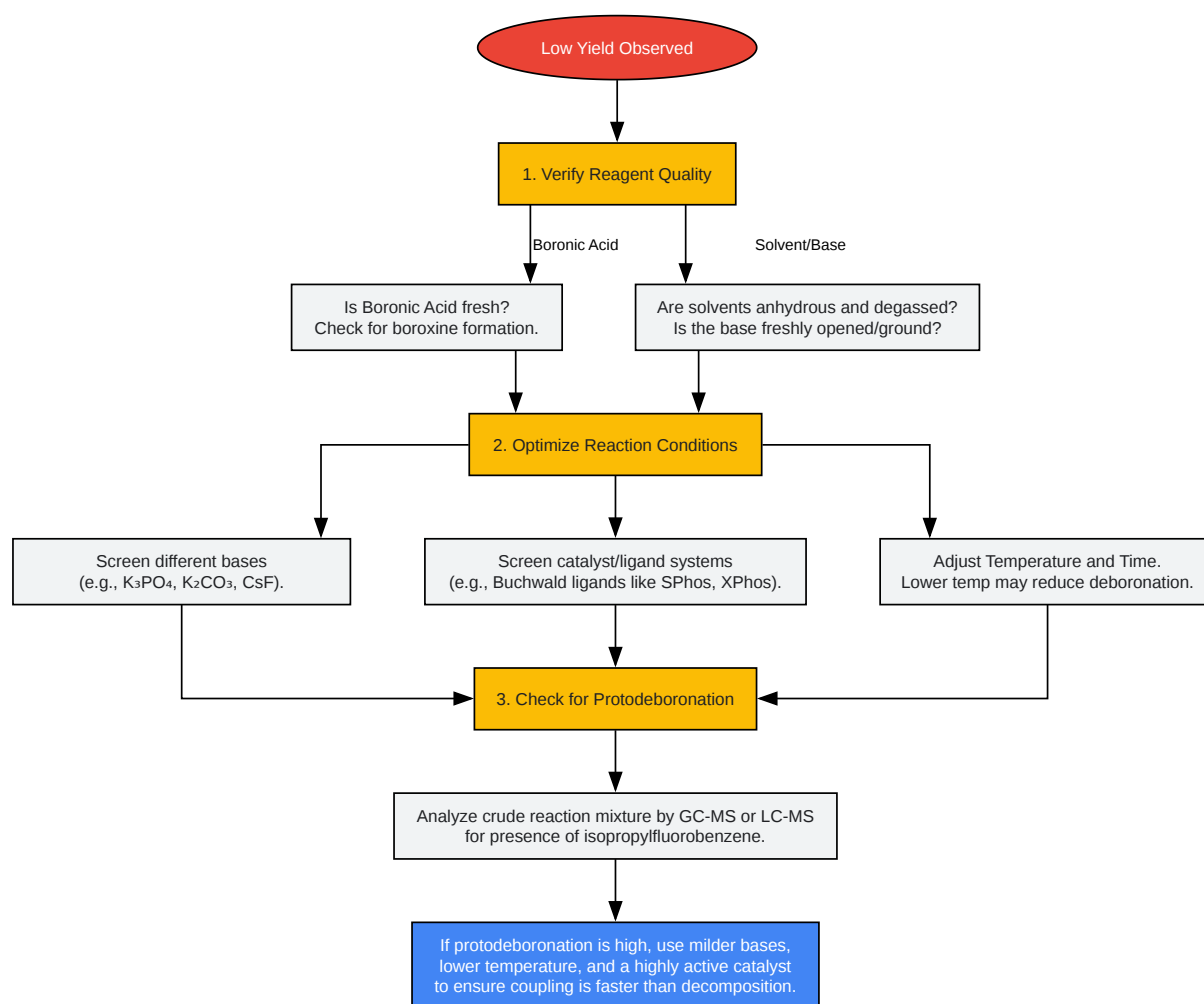 Low Yield Observed
1. Verify Reagent Quality
Boronic Acid
Solvent/Base
Is Boronic Acid fresh?
Check for boroxine formation.
Are solvents anhydrous and degassed?
Is the base freshly opened/ground?
2. Optimize Reaction Conditions
Screen different bases
(e.g., K₃PO₄, K₂CO₃, CsF).
Screen catalyst/ligand systems
(e.g., Buchwald ligands like SPhos, XPhos).
Adjust Temperature and Time.
Lower temp may reduce deboronation.
3. Check for Protodeboronation
Analyze crude reaction mixture by GC-MS or LC-MS
for presence of isopropylfluorobenzene.
If protodeboronation is high, use milder bases,
lower temperature, and a highly active catalyst
to ensure coupling is faster than decomposition.